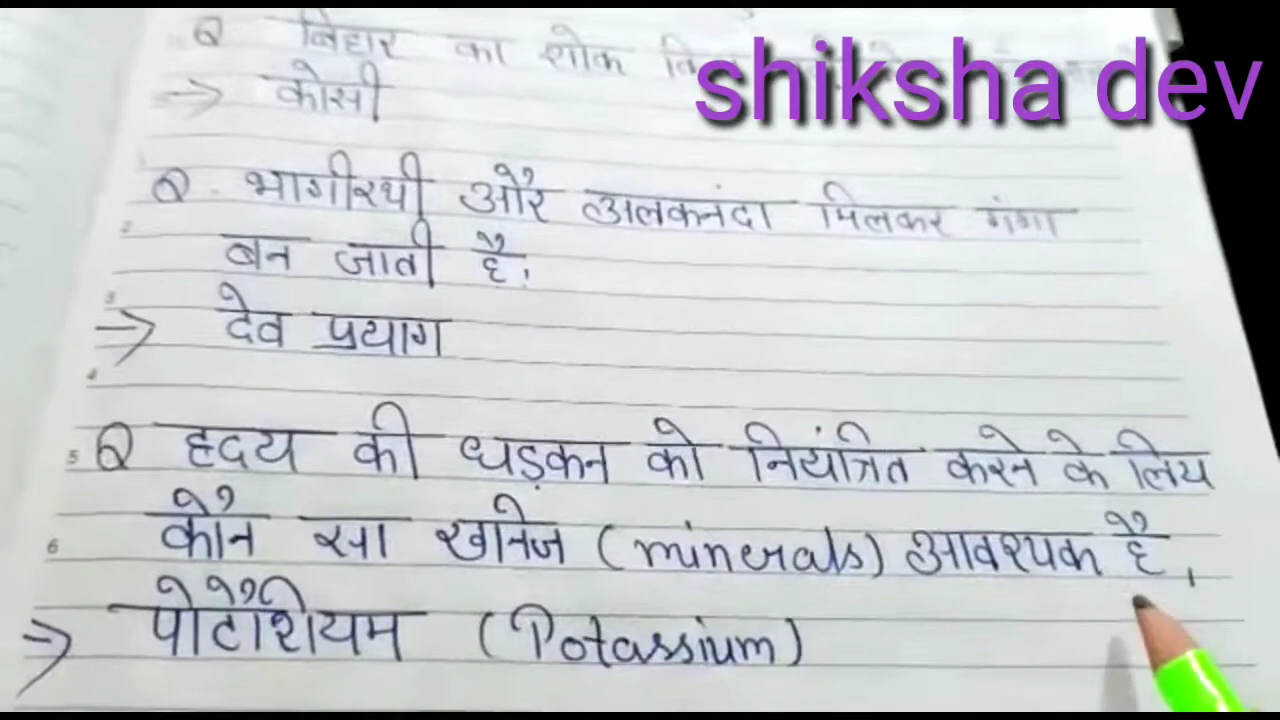 Q बिहार का शोक
shiksha dev
→ कोसी
Q. भागीरथी और अलकनंदा मिलकर गंगा
बन जाती है।
→ देव प्रयाग
Q हृदय की धड़कन को नियंत्रित करने के लिय
कौन सा खनिज (minerals) आवश्यक है,
→ पोटैशियम (Potassium)